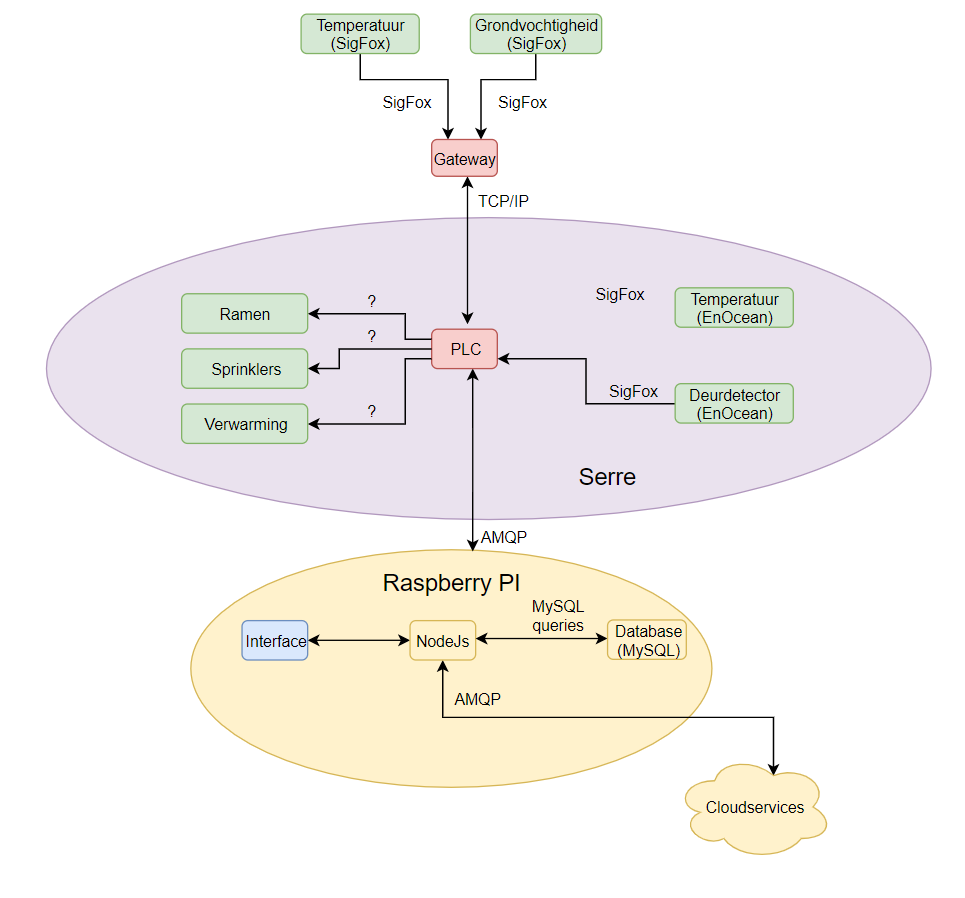 Temperatuur
(SigFox)
Grondvochtigheid
(SigFox)
SigFox
SigFox
Gateway
TCP/IP
SigFox
Temperatuur
(EnOcean)
Ramen
?
Sprinklers
?
PLC
Verwarming
?
SigFox
Deurdetector
(EnOcean)
Serre
AMQP
Raspberry PI
MySQL
queries
Interface
NodeJs
Database
(MySQL)
AMQP
Cloudservices